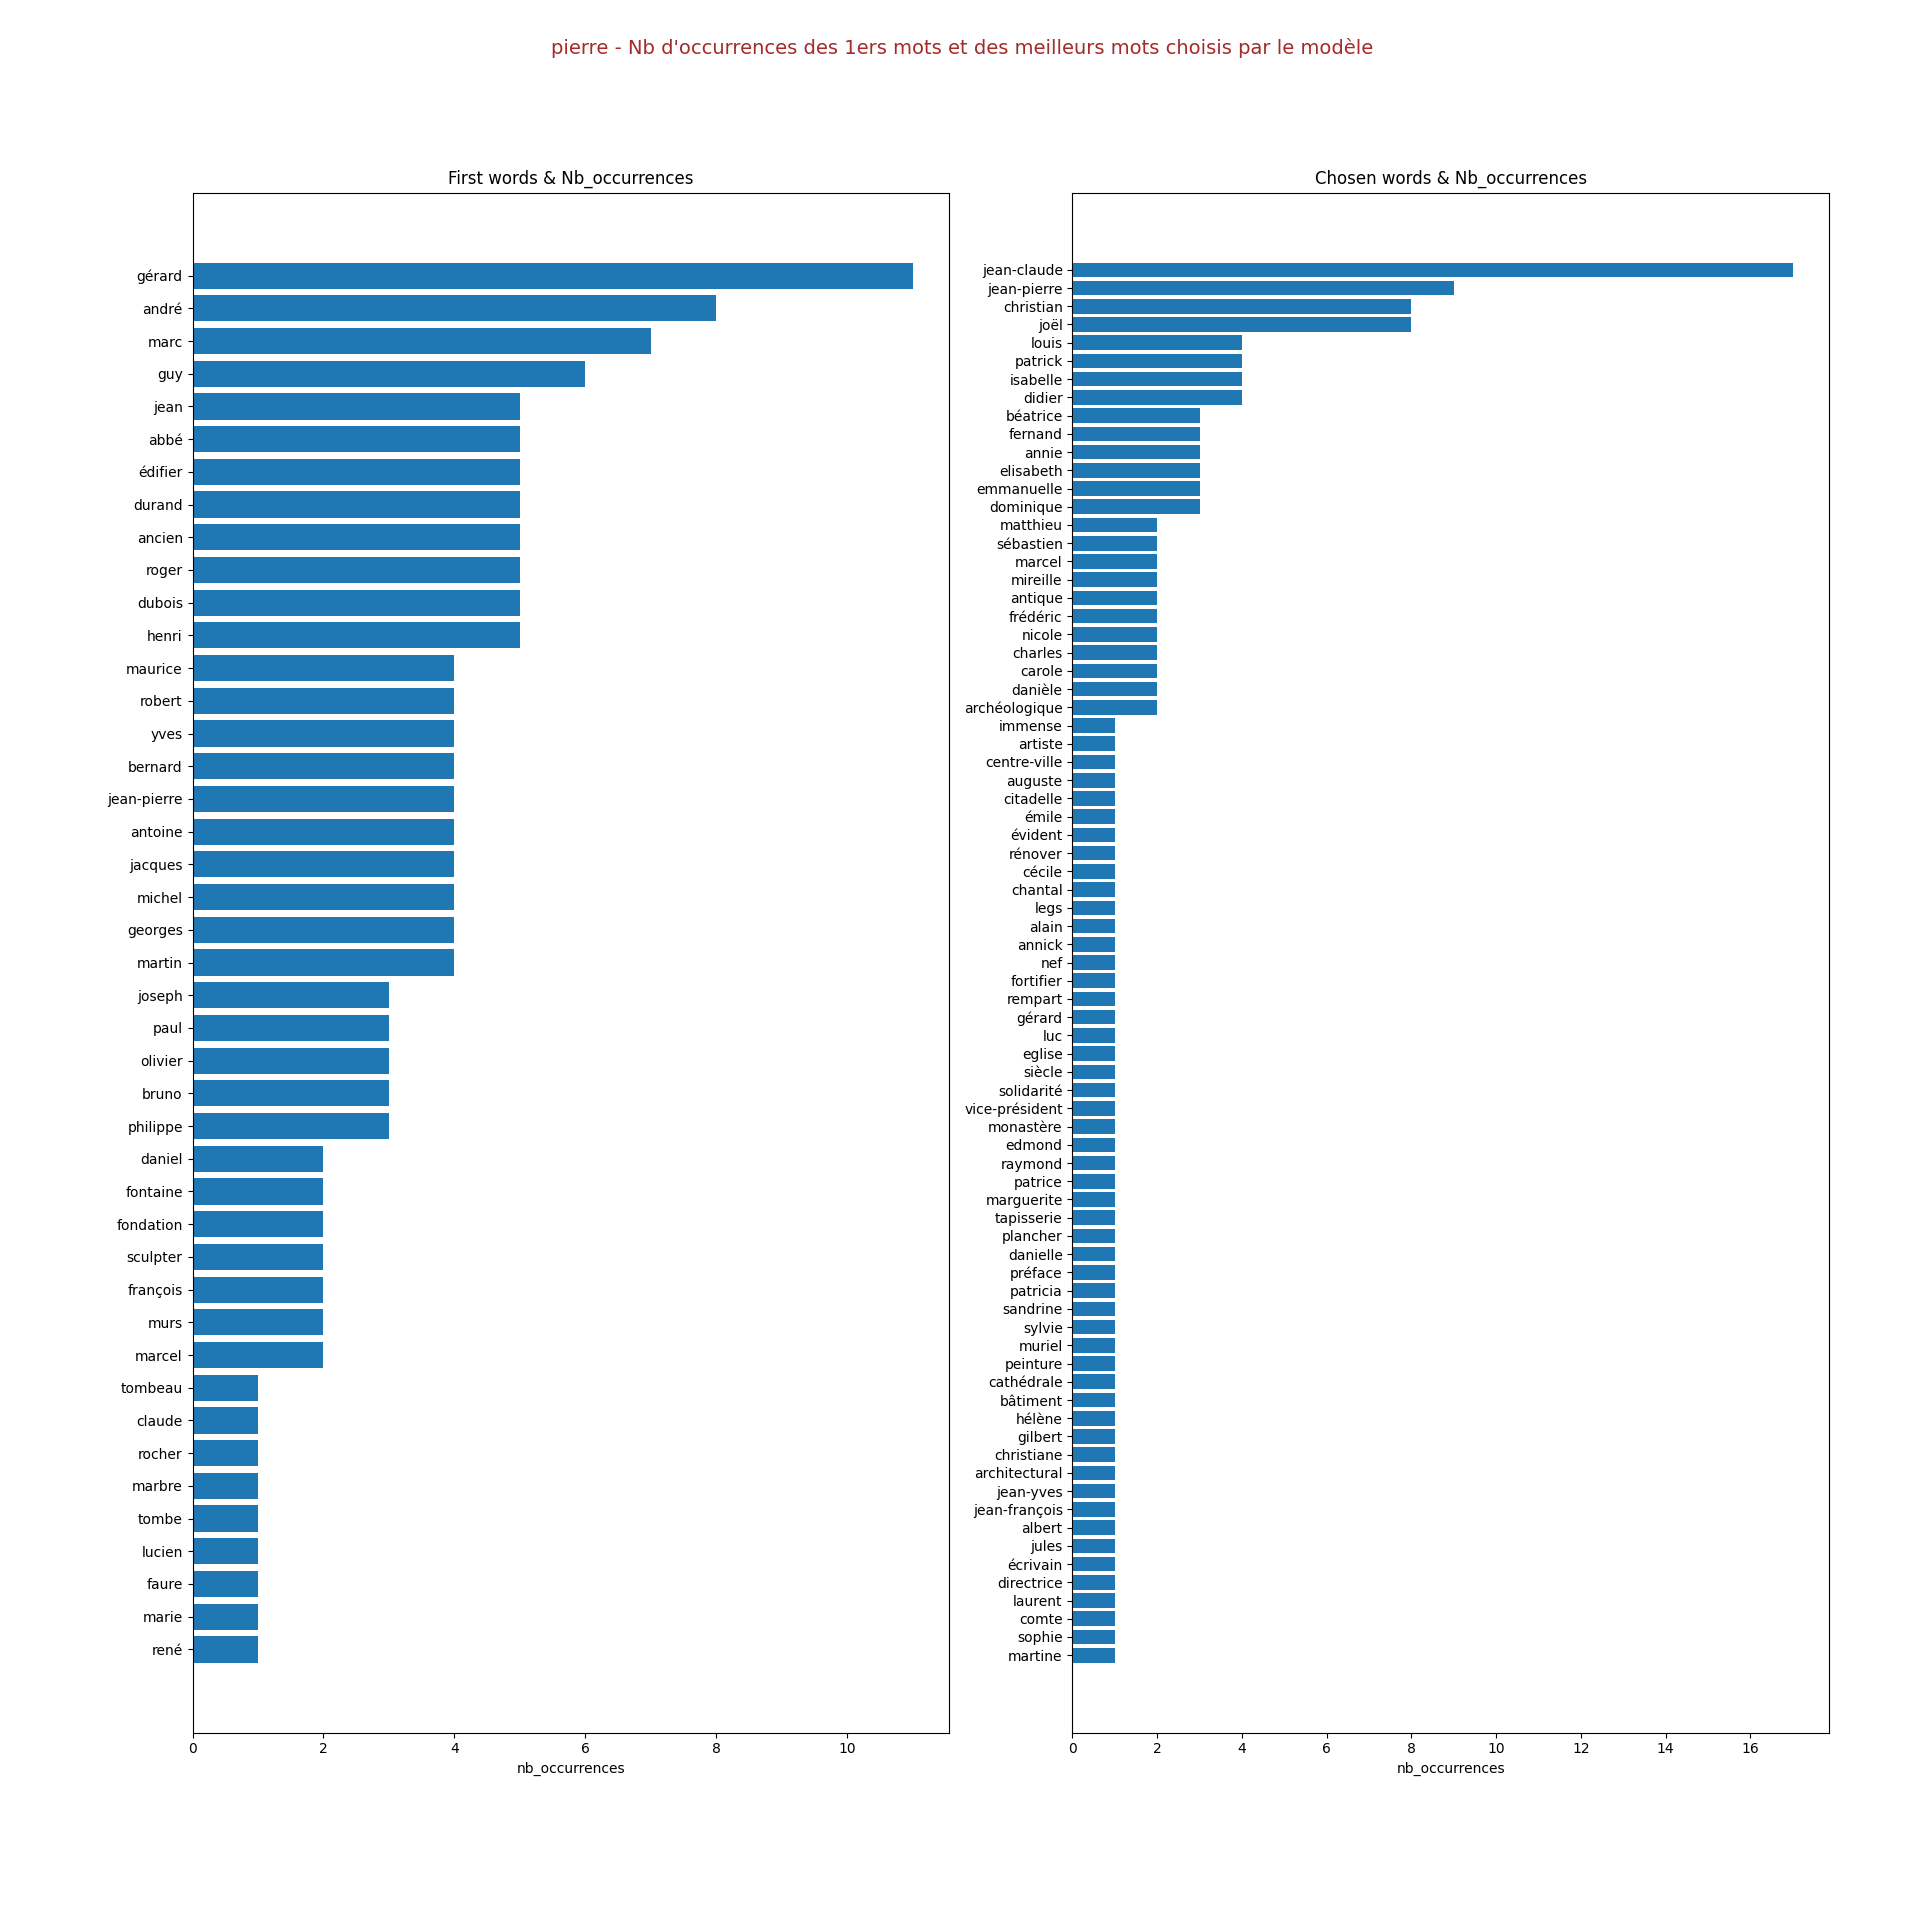 pierre - Nb d'occurrences des 1ers mots et des meilleurs mots choisis par le modèle
First words & Nb_occurrences
gérard
andré
marc
guy
jean
abbé
édifier
durand
ancien
roger
dubois
henri
maurice
robert
yves
bernard
jean-pierre
antoine
jacques
michel
georges
martin
joseph
paul
olivier
bruno
philippe
daniel
fontaine
fondation
sculpter
françois
murs
marcel
tombeau
claude
rocher
marbre
tombe
lucien
faure
marie
rené
0 2 4 6 8 10
nb_occurrences
Chosen words & Nb_occurrences
jean-claude
jean-pierre
christian
joël
louis
patrick
isabelle
didier
béatrice
fernand
annie
elisabeth
emmanuelle
dominique
matthieu
sébastien
marcel
mireille
antique
frédéric
nicole
charles
carole
danièle
archéologique
immense
artiste
centre-ville
auguste
citadelle
émile
évident
rénover
cécile
chantal
legs
alain
annick
nef
fortifier
rempart
gérard
luc
eglise
siècle
solidarité
vice-président
monastère
edmond
raymond
patrice
marguerite
tapisserie
plancher
danielle
préface
patricia
sandrine
sylvie
muriel
peinture
cathédrale
bâtiment
hélène
gilbert
christiane
architectural
jean-yves
jean-françois
albert
jules
écrivain
directrice
laurent
comte
sophie
martine
0 2 4 6 8 10 12 14 16
nb_occurrences